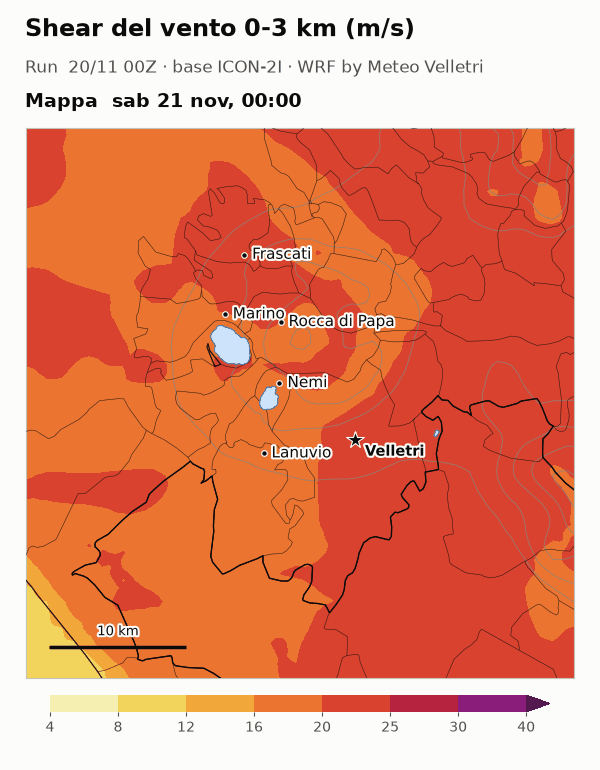 Shear del vento 0-3 km (m/s)
Run  20/11 00Z · base ICON-2I · WRF by Meteo Velletri
Mappa  sab 21 nov, 00:00
Frascati
Marino
Rocca di Papa
Nemi
Velletri
Lanuvio
10 km
4 8 12 16 20 25 30 40